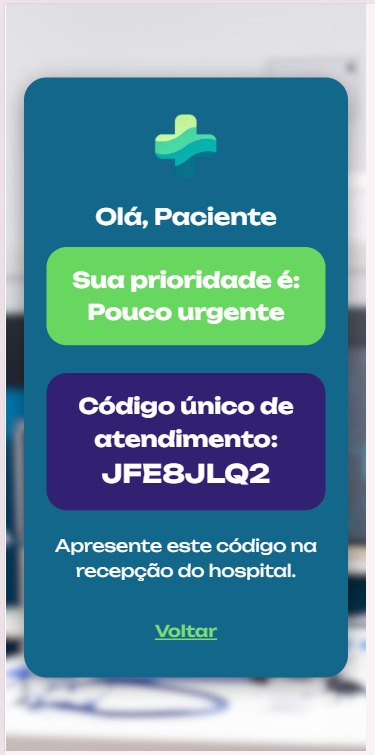 Olá, Paciente
Sua prioridade é:
Pouco urgente
Código único de
atendimento:
JFE8JLQ2
Apresente este código na
recepção do hospital.
Voltar